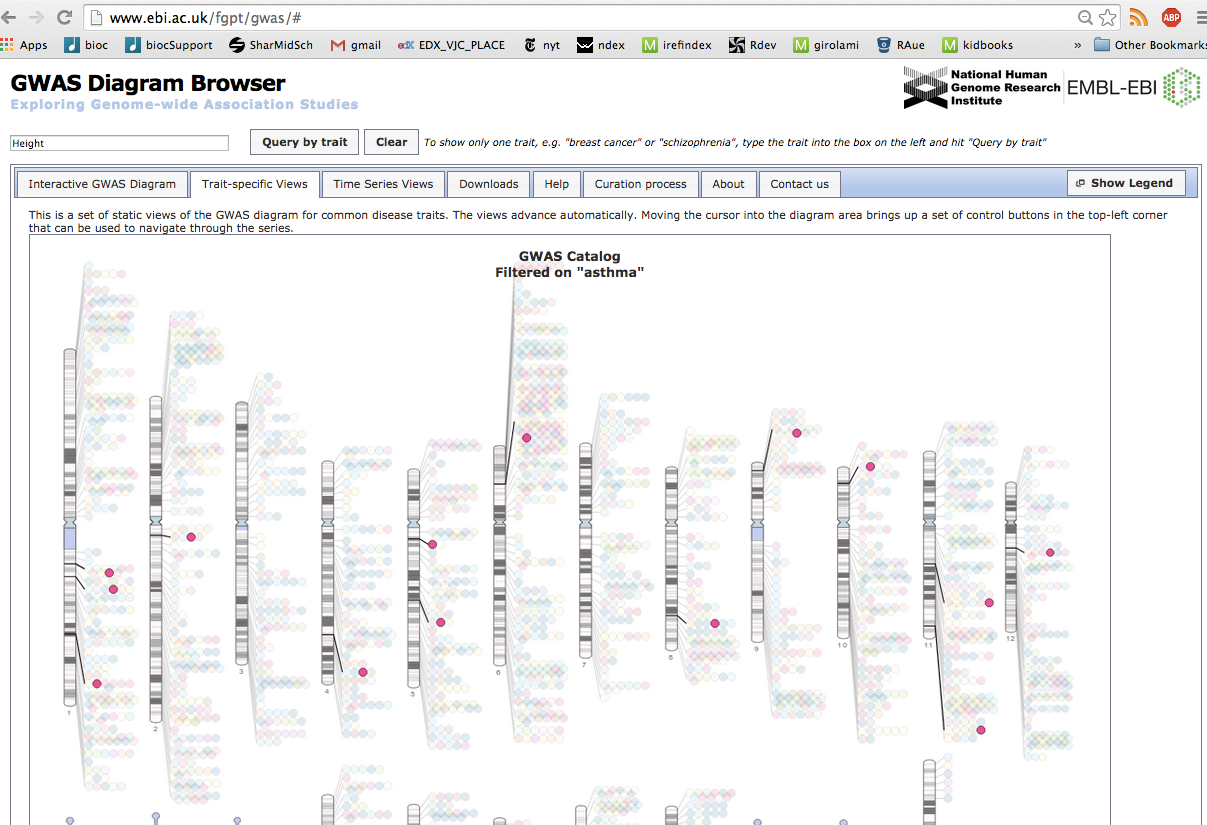 www.ebi.ac.uk/fgpt/gwas/#
ABP
Apps bioc biocSupport SharMidSch gmail edX EDX_VJC_PLACE nyt ndex M irefindex Rdev M girolami RAue M kidbooks » Other Bookmarks
GWAS Diagram Browser
Exploring Genome-wide Association Studies
National Human
Genome Research
Institute
EMBL-EBI
Height Query by trait Clear To show only one trait, e.g. "breast cancer" or "schizophrenia", type the trait into the box on the left and hit "Query by trait"
Interactive GWAS Diagram Trait-specific Views Time Series Views Downloads Help Curation process About Contact us Show Legend
This is a set of static views of the GWAS diagram for common disease traits. The views advance automatically. Moving the cursor into the diagram area brings up a set of control buttons in the top-left corner
that can be used to navigate through the series.
GWAS Catalog
Filtered on "asthma"
1 2 3 4 5 6 7 8 9 10 11 12